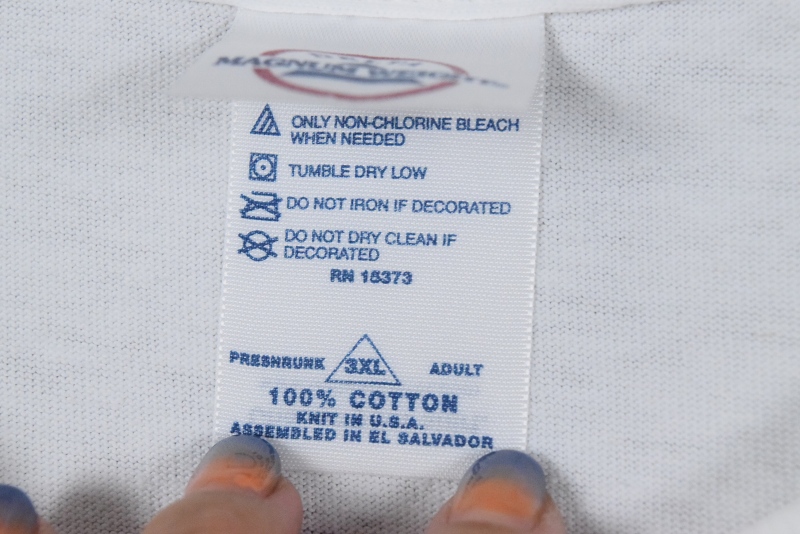 MAGNUM WEIGHT
ONLY NON-CHLORINE BLEACH
WHEN NEEDED
TUMBLE DRY LOW
DO NOT IRON IF DECORATED
DO NOT DRY CLEAN IF
DECORATED
RN 15373
PRESHRUNK 3XL ADULT
100% COTTON
KNIT IN U.S.A.
ASSEMBLED IN EL SALVADOR